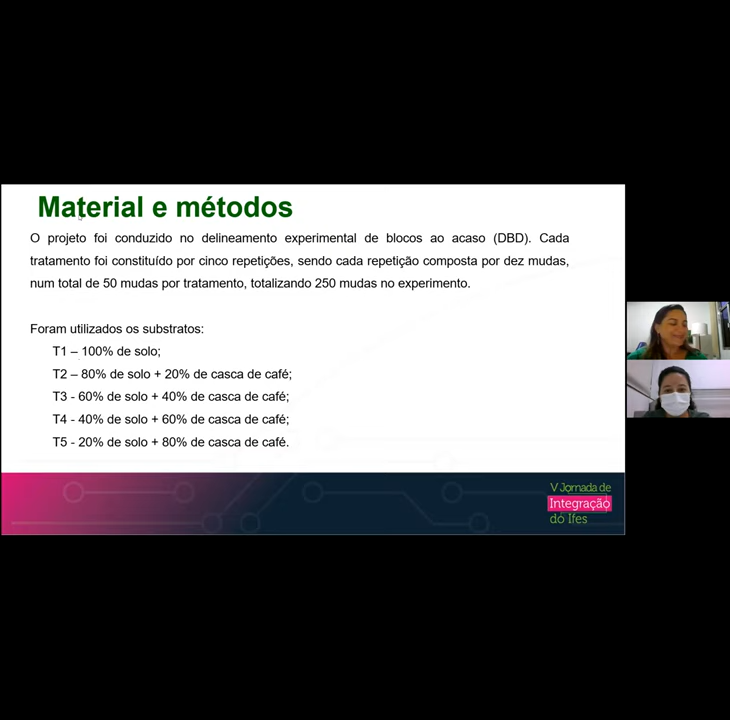 Material e métodos
O projeto foi conduzido no delineamento experimental de blocos ao acaso (DBD). Cada
tratamento foi constituído por cinco repetições, sendo cada repetição composta por dez mudas,
num total de 50 mudas por tratamento, totalizando 250 mudas no experimento.
Foram utilizados os substratos:
T1 – 100% de solo;
T2 – 80% de solo + 20% de casca de café;
T3 - 60% de solo + 40% de casca de café;
T4 - 40% de solo + 60% de casca de café;
T5 - 20% de solo + 80% de casca de café.
V Jornada de
Integração
do Ifes